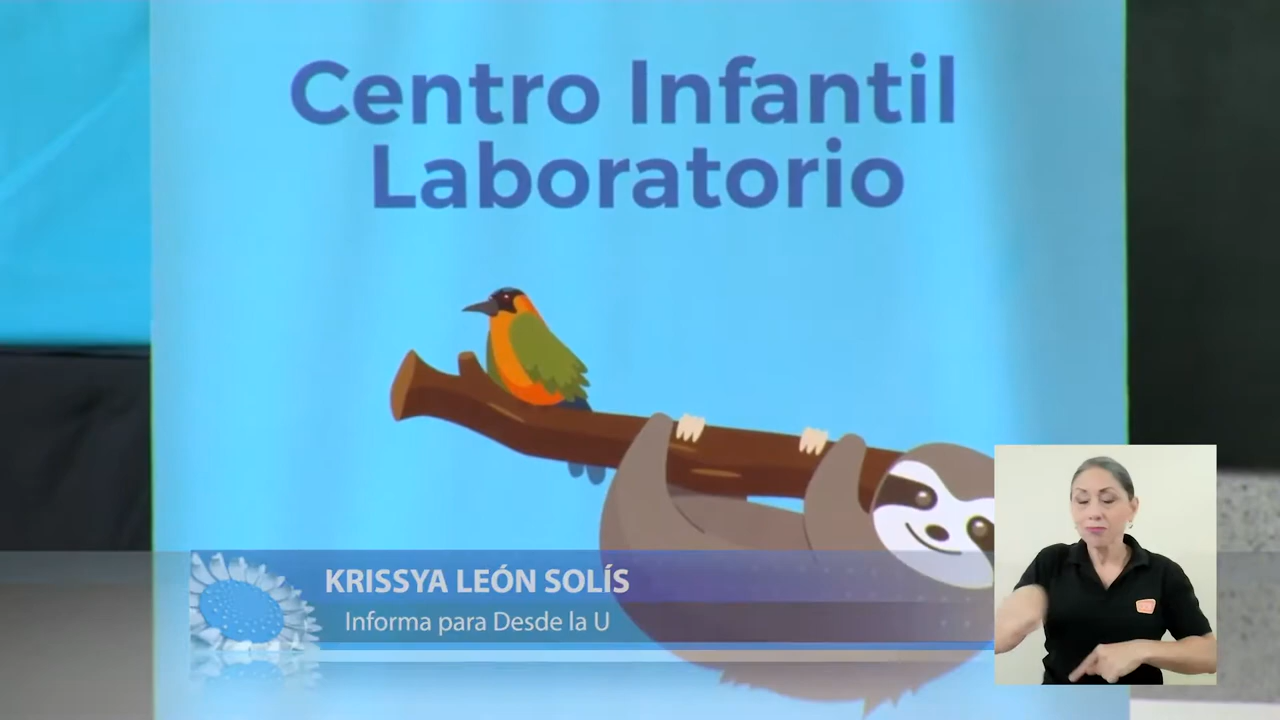 Centro Infantil
Laboratorio
KRISSYA LEÓN SOLÍS
Informa para Desde la U